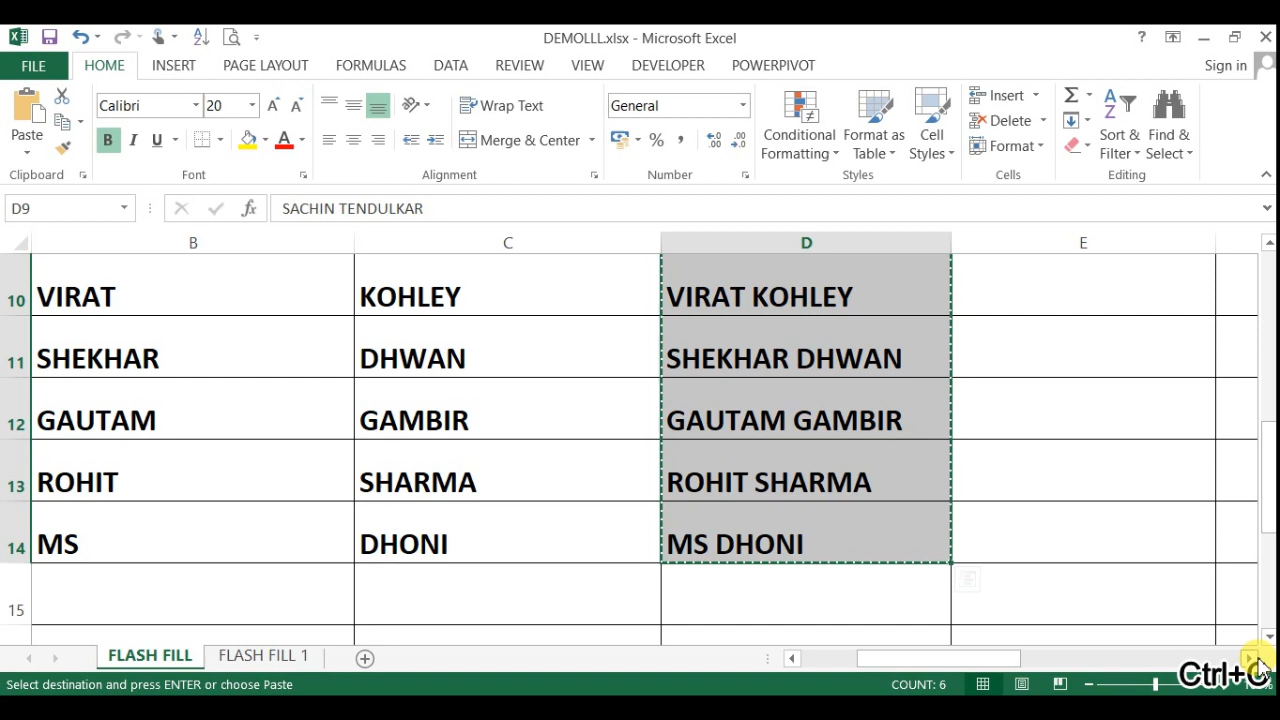 DEMOLLL.xlsx - Microsoft Excel
?
FILE HOME INSERT PAGE LAYOUT FORMULAS DATA REVIEW VIEW DEVELOPER POWERPIVOT Sign in
Paste
Calibri 20
B I U A
Wrap Text
Merge & Center
General
%
Conditional Formatting
Format as Table
Cell Styles
Insert
Delete
Format
Sort & Filter
Find & Select
Clipboard Font Alignment Number Styles Cells Editing
D9 fx SACHIN TENDULKAR
B C D E
10 VIRAT KOHLEY VIRAT KOHLEY
11 SHEKHAR DHWAN SHEKHAR DHWAN
12 GAUTAM GAMBIR GAUTAM GAMBIR
13 ROHIT SHARMA ROHIT SHARMA
14 MS DHONI MS DHONI
15
FLASH FILL FLASH FILL 1
Select destination and press ENTER or choose Paste COUNT: 6
Ctrl+C